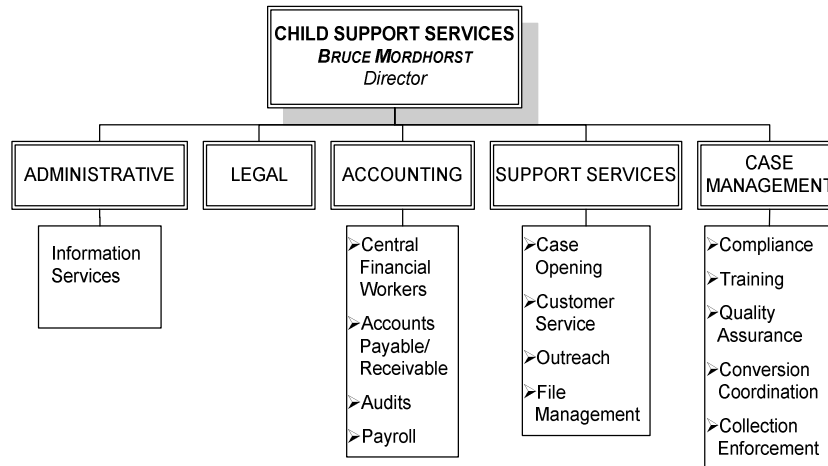 CHILD SUPPORT SERVICES
BRUCE MORDHORST
Director
ADMINISTRATIVE
LEGAL
ACCOUNTING
SUPPORT SERVICES
CASE
MANAGEMENT
Information
Services
➢Central
Financial
Workers
➢Accounts
Payable/
Receivable
➢Audits
➢Payroll
➢Case
Opening
➢Customer
Service
➢Outreach
➢File
Management
➢Compliance
➢Training
➢Quality
Assurance
➢Conversion
Coordination
➢Collection
Enforcement